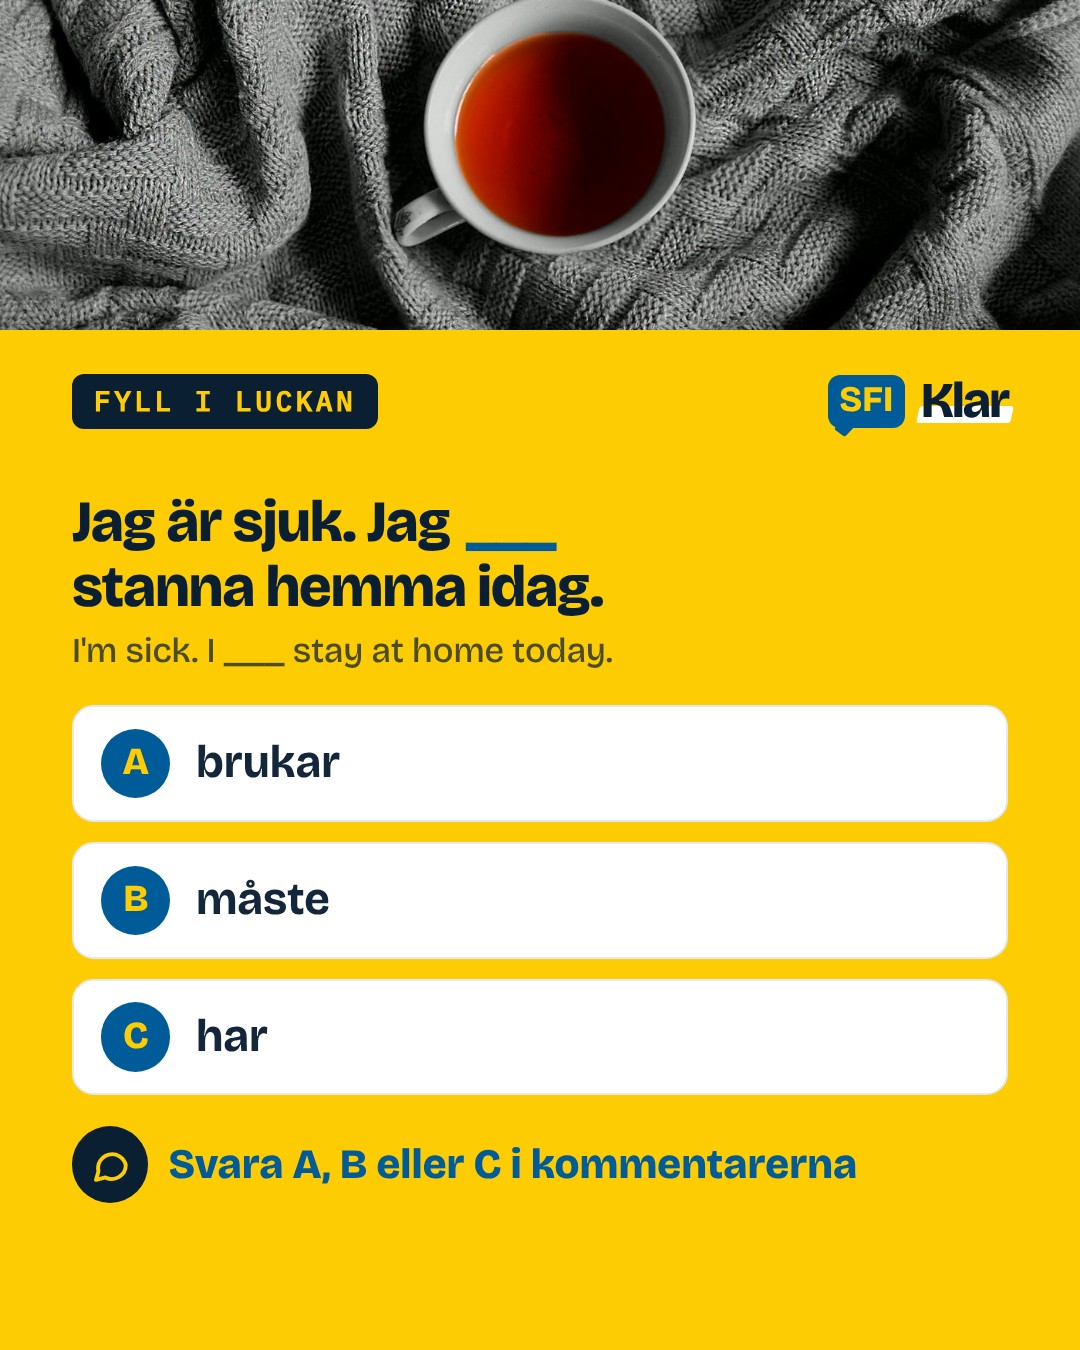 FYLL I LUCKAN
SFI Klar
Jag är sjuk. Jag ___
stanna hemma idag.
I'm sick. I ___ stay at home today.
A brukar
B måste
C har
Svara A, B eller C i kommentarerna